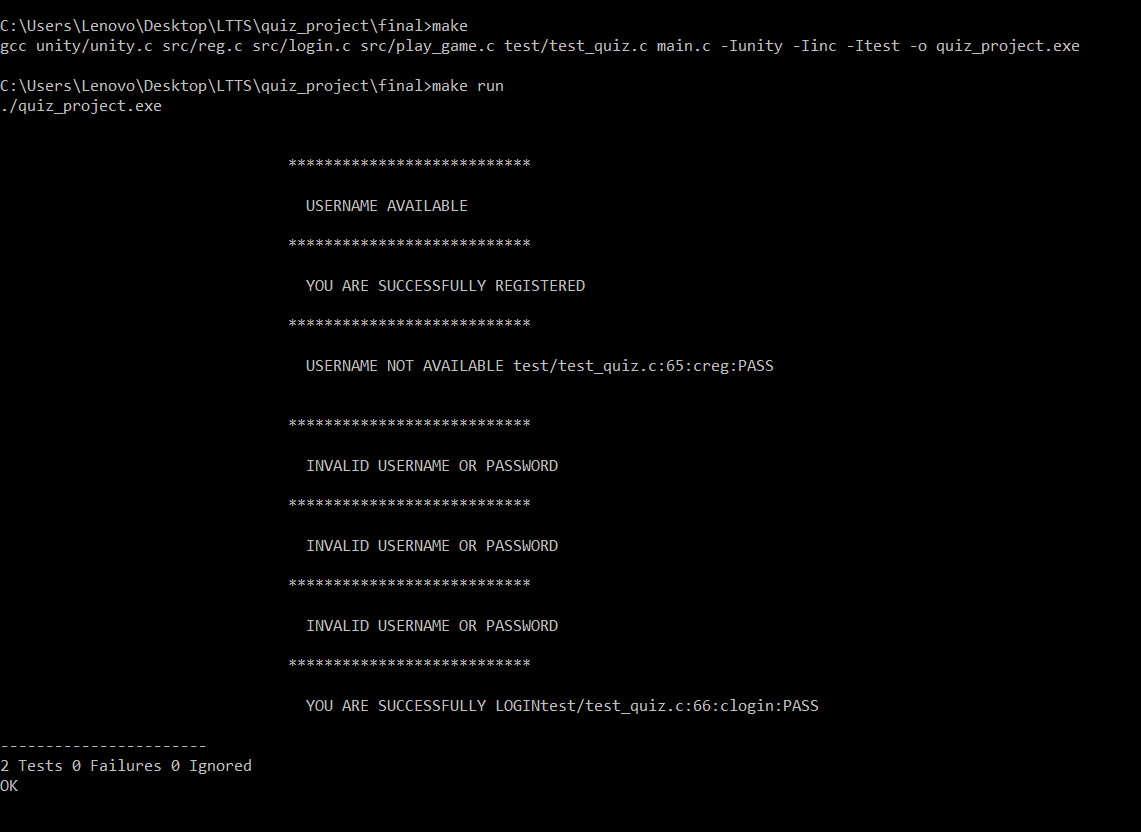 C:\Users\Lenovo\Desktop\LTTS\quiz_project\final>make
gcc unity/unity.c src/reg.c src/login.c src/play_game.c test/test_quiz.c main.c -Iunity -Iinc -Itest -o quiz_project.exe
C:\Users\Lenovo\Desktop\LTTS\quiz_project\final>make run
./quiz_project.exe
***************************
USERNAME AVAILABLE
***************************
YOU ARE SUCCESSFULLY REGISTERED
***************************
USERNAME NOT AVAILABLE test/test_quiz.c:65:creg:PASS
***************************
INVALID USERNAME OR PASSWORD
***************************
INVALID USERNAME OR PASSWORD
***************************
INVALID USERNAME OR PASSWORD
***************************
YOU ARE SUCCESSFULLY LOGINtest/test_quiz.c:66:clogin:PASS
-----------------------
2 Tests 0 Failures 0 Ignored
OK